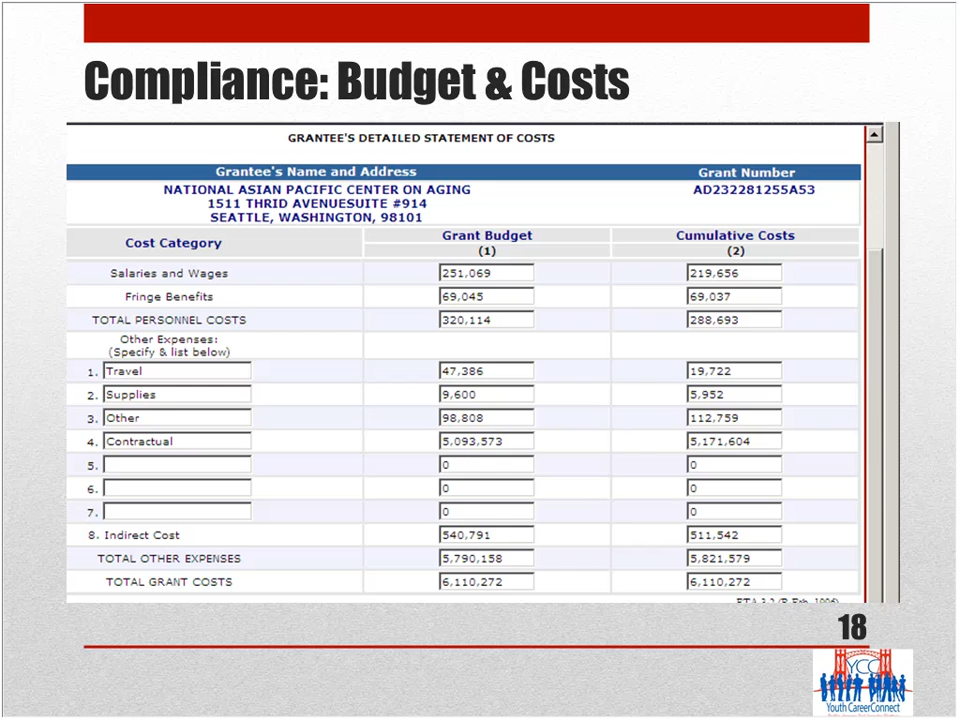 Compliance: Budget & Costs
GRANTEE'S DETAILED STATEMENT OF COSTS
Grantee's Name and Address Grant Number
NATIONAL ASIAN PACIFIC CENTER ON AGING AD232281255A53
1511 THRID AVENUESUITE #914
SEATTLE, WASHINGTON, 98101
Cost Category Grant Budget Cumulative Costs
(1) (2)
Salaries and Wages 251,069 219,656
Fringe Benefits 69,045 69,037
TOTAL PERSONNEL COSTS 320,114 288,693
Other Expenses:
(Specify & list below)
1. Travel 47,386 19,722
2. Supplies 9,600 5,952
3. Other 98,808 112,759
4. Contractual 5,093,573 5,171,604
5. 0 0
6. 0 0
7. 0 0
8. Indirect Cost 540,791 511,542
TOTAL OTHER EXPENSES 5,790,158 5,821,579
TOTAL GRANT COSTS 6,110,272 6,110,272
18
YCC
Youth CareerConnect